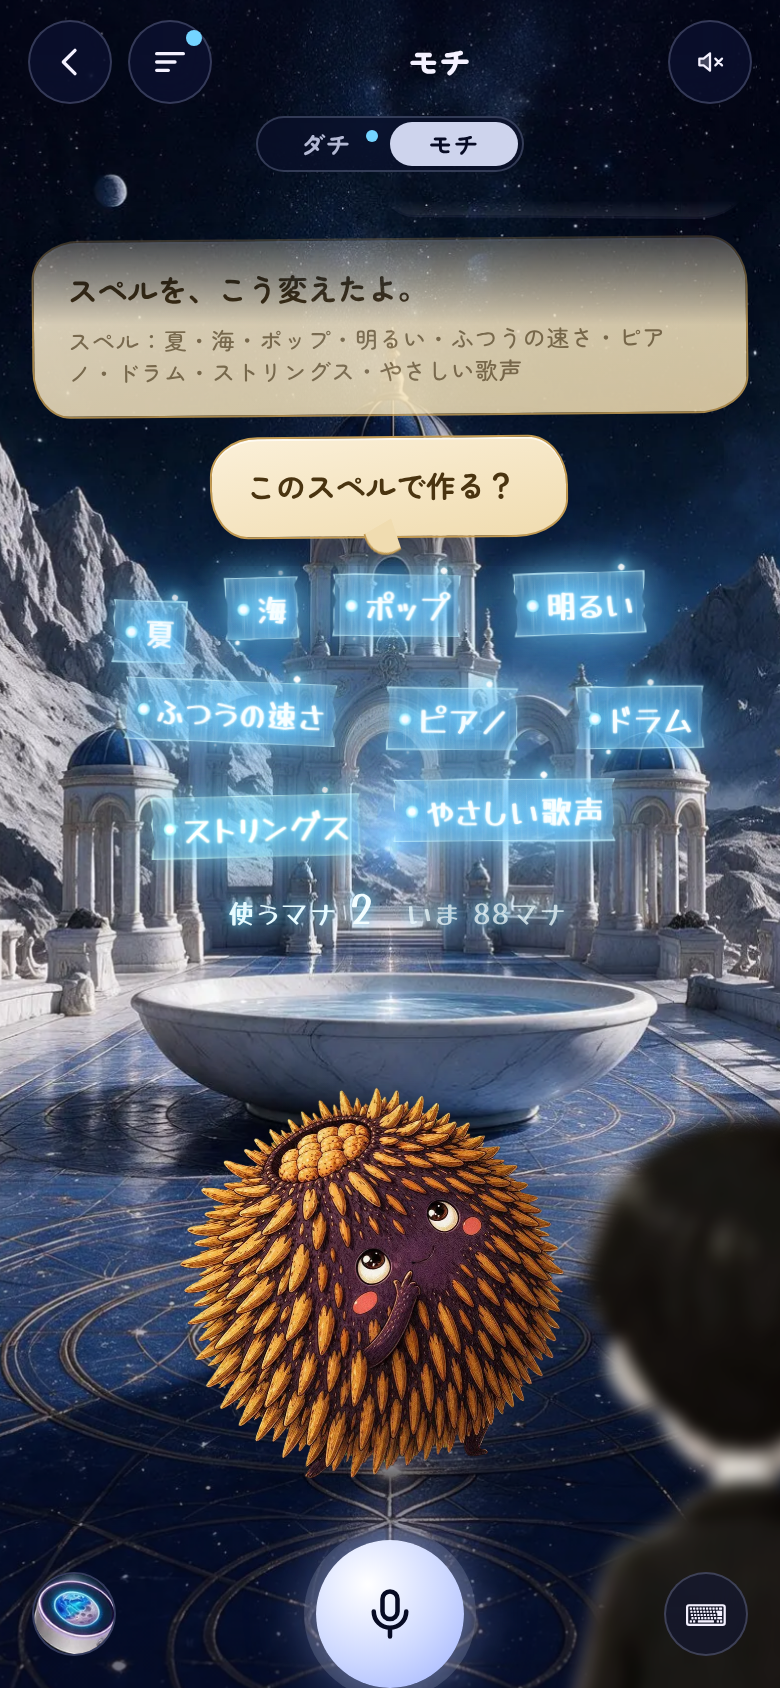 モチ
ダチ
モチ
スペルを、こう変えたよ。
スペル：夏・海・ポップ・明るい・ふつうの速さ・ピア
ノ・ドラム・ストリングス・やさしい歌声
このスペルで作る？
夏
海
ポップ
明るい
ふつうの速さ
ピアノ
ドラム
ストリングス
やさしい歌声
使うマナ 2 いま 88マナ